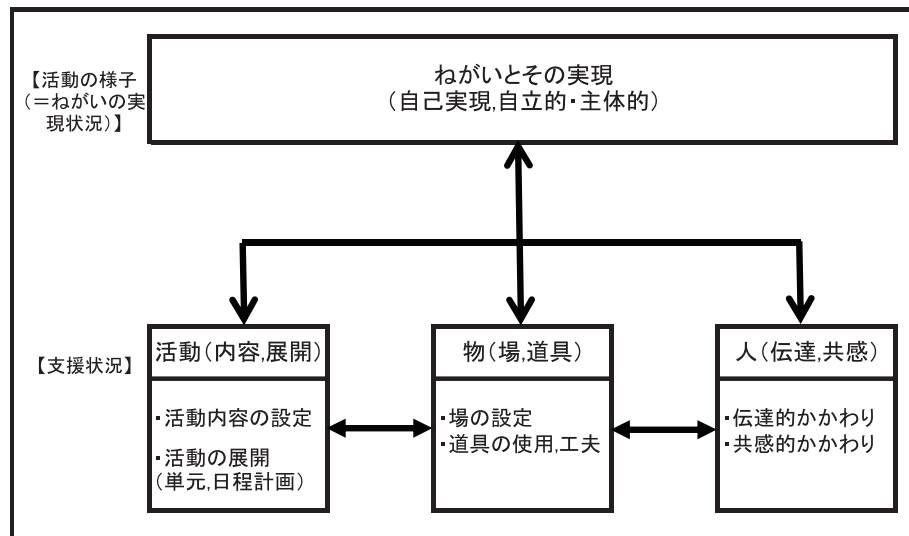 【活動の様子
(=ねがいの実
現状況)】
ねがいとその実現
(自己実現,自立的・主体的)
【支援状況】
活動(内容,展開)
・活動内容の設定
・活動の展開
(単元,日程計画)
物(場,道具)
・場の設定
・道具の使用,工夫
人(伝達,共感)
・伝達的かかわり
・共感的かかわり